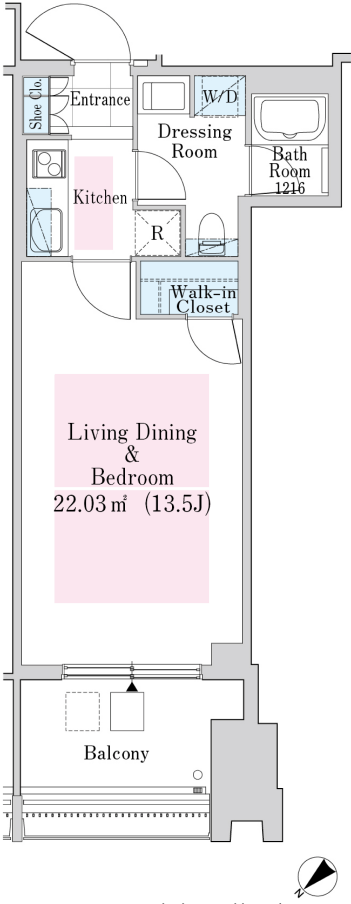 Entrance
Shoe Clo.
W/D
Dressing
Room
Bath
Room
1216
Kitchen
R
Walk-in
Closet
Living Dining
&
Bedroom
22.03㎡ (13.5J)
Balcony
N